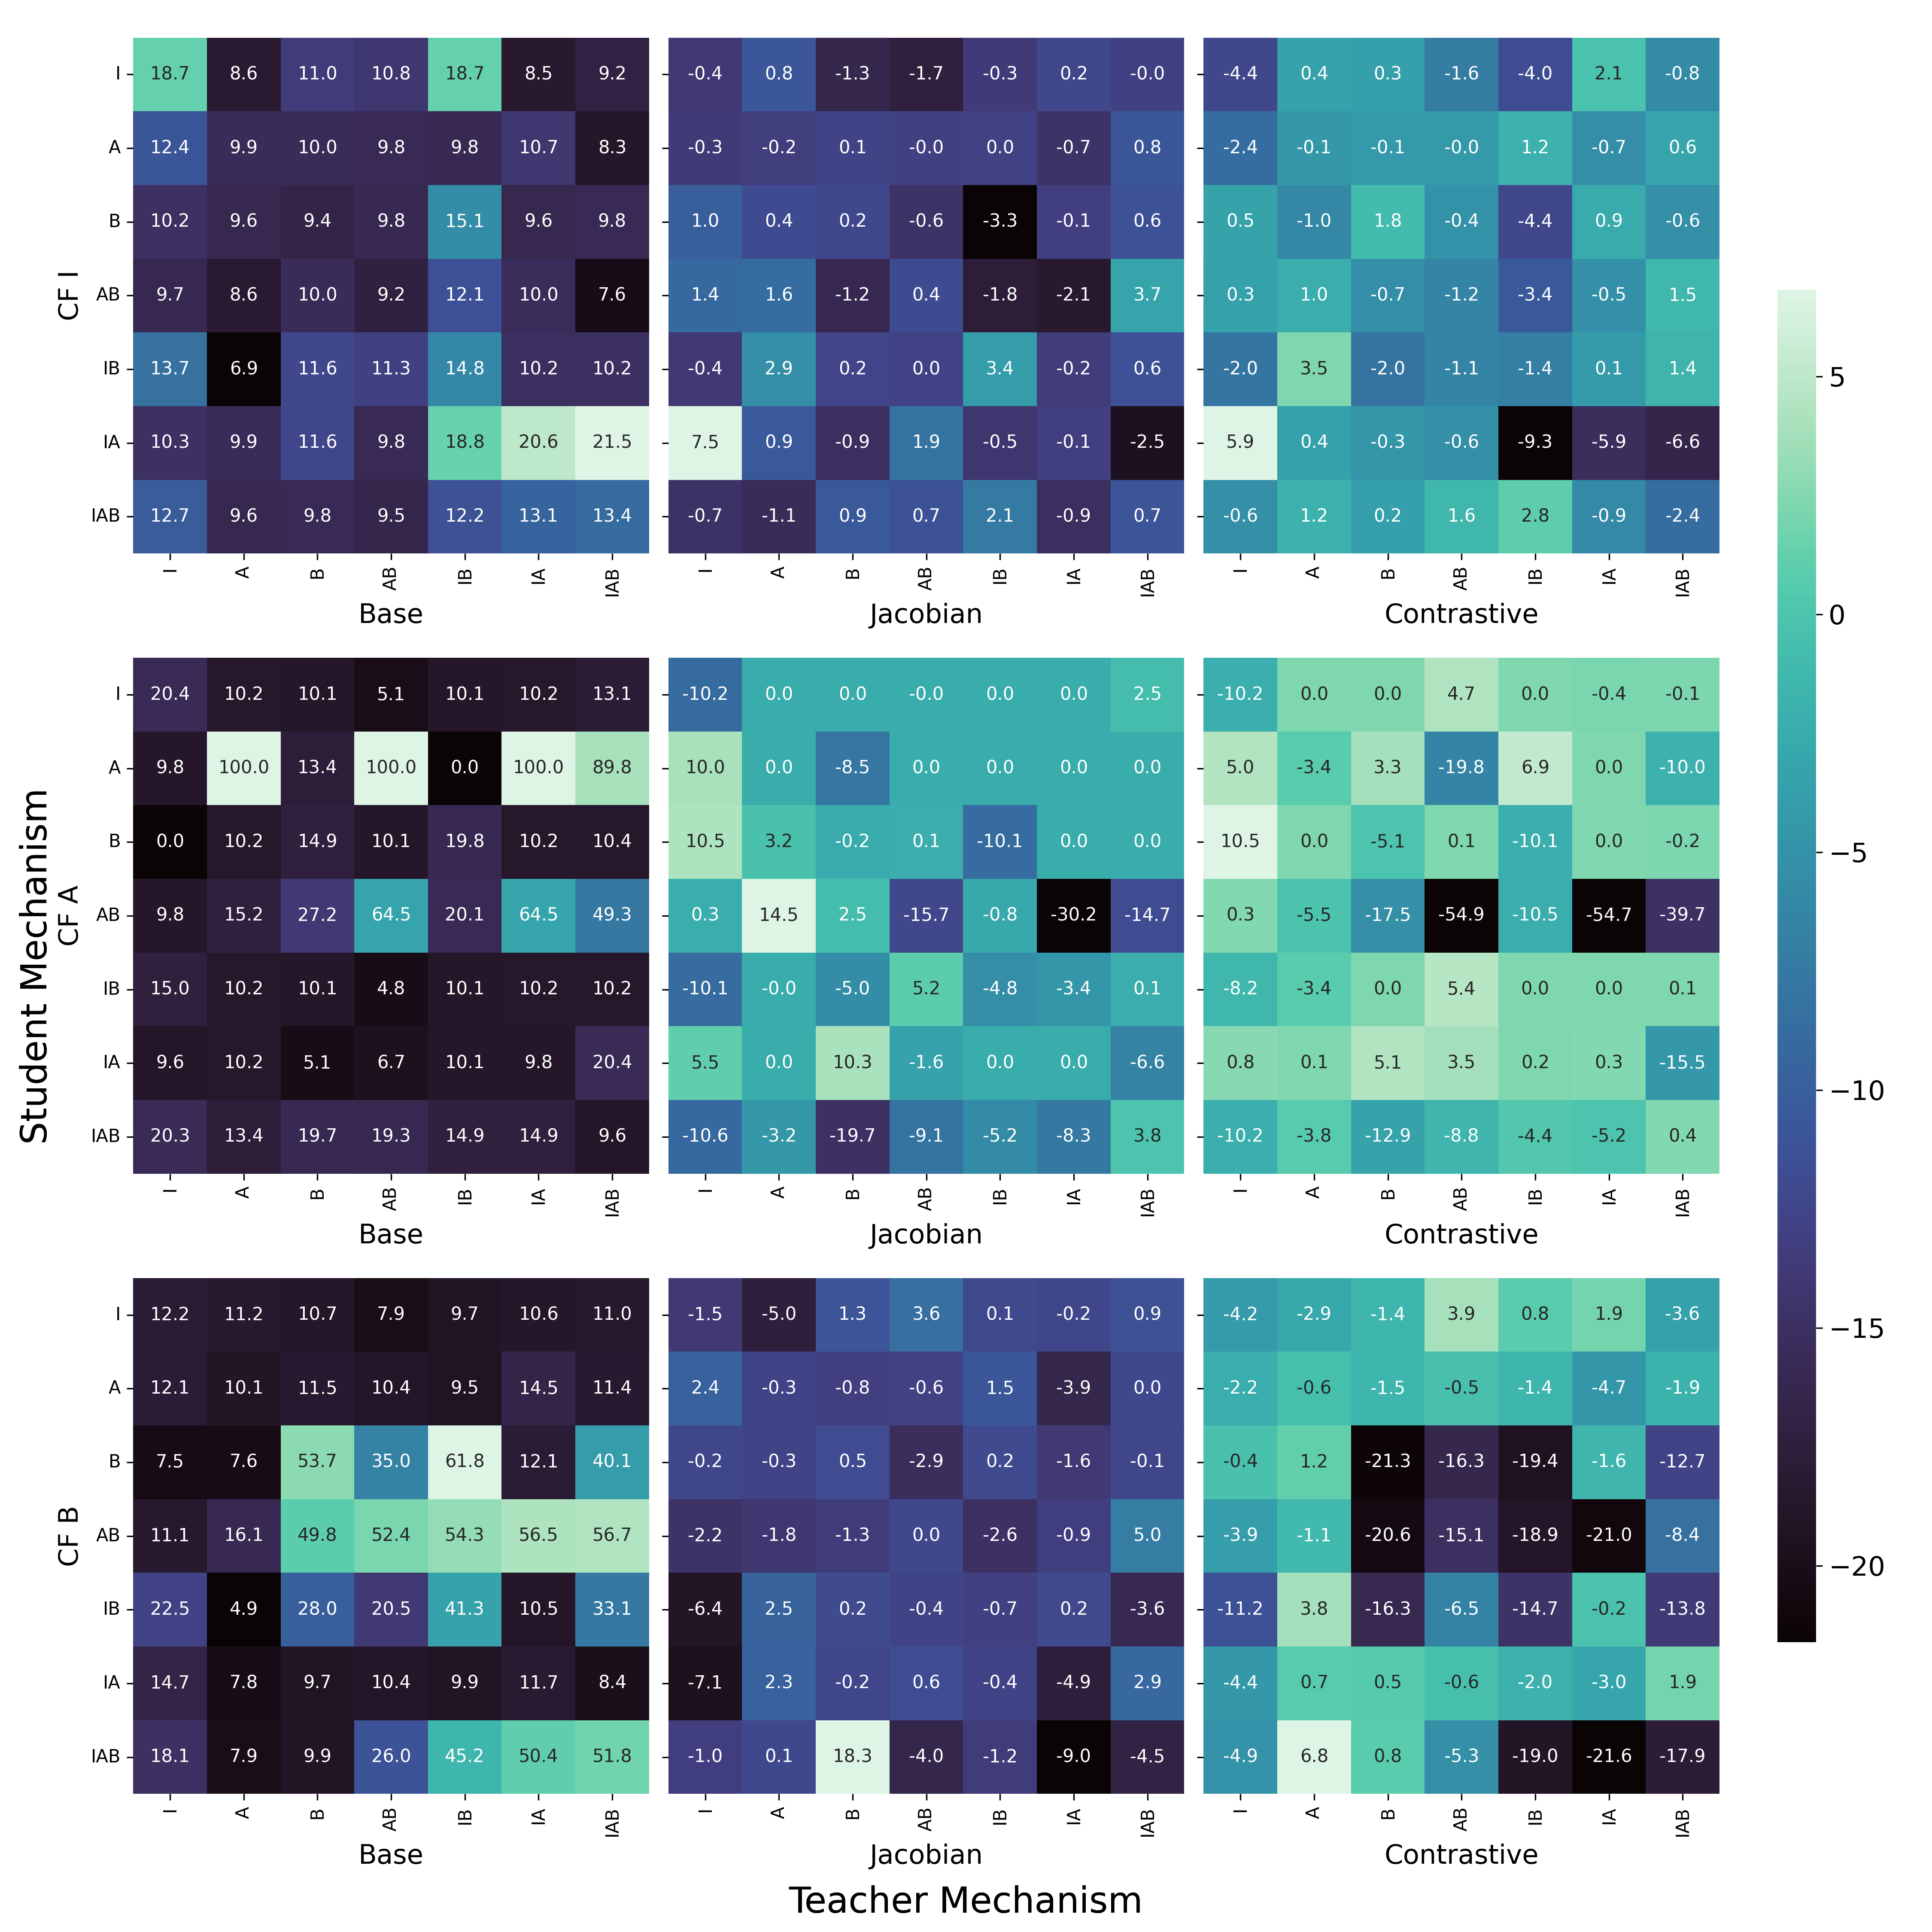 I 18.7 8.6 11.0 10.8 18.7 8.5 9.2 -0.4 0.8 -1.3 -1.7 -0.3 0.2 -0.0 -4.4 0.4 0.3 -1.6 -4.0 2.1 -0.8
A 12.4 9.9 10.0 9.8 9.8 10.7 8.3 -0.3 -0.2 0.1 -0.0 0.0 -0.7 0.8 -2.4 -0.1 -0.1 -0.0 1.2 -0.7 0.6
B 10.2 9.6 9.4 9.8 15.1 9.6 9.8 1.0 0.4 0.2 -0.6 -3.3 -0.1 0.6 0.5 -1.0 1.8 -0.4 -4.4 0.9 -0.6
CF I
AB 9.7 8.6 10.0 9.2 12.1 10.0 7.6 1.4 1.6 -1.2 0.4 -1.8 -2.1 3.7 0.3 1.0 -0.7 -1.2 -3.4 -0.5 1.5
IB 13.7 6.9 11.6 11.3 14.8 10.2 10.2 -0.4 2.9 0.2 0.0 3.4 -0.2 0.6 -2.0 3.5 -2.0 -1.1 -1.4 0.1 1.4
IA 10.3 9.9 11.6 9.8 18.8 20.6 21.5 7.5 0.9 -0.9 1.9 -0.5 -0.1 -2.5 5.9 0.4 -0.3 -0.6 -9.3 -5.9 -6.6
IAB 12.7 9.6 9.8 9.5 12.2 13.1 13.4 -0.7 -1.1 0.9 0.7 2.1 -0.9 0.7 -0.6 1.2 0.2 1.6 2.8 -0.9 -2.4
I A B AB IB IA IAB I A B AB IB IA IAB I A B AB IB IA IAB
Base Jacobian Contrastive
I 20.4 10.2 10.1 5.1 10.1 10.2 13.1 -10.2 0.0 0.0 -0.0 0.0 0.0 2.5 -10.2 0.0 0.0 4.7 0.0 -0.4 -0.1
A 9.8 100.0 13.4 100.0 0.0 100.0 89.8 10.0 0.0 -8.5 0.0 0.0 0.0 0.0 5.0 -3.4 3.3 -19.8 6.9 0.0 -10.0
B 0.0 10.2 14.9 10.1 19.8 10.2 10.4 10.5 3.2 -0.2 0.1 -10.1 0.0 0.0 10.5 0.0 -5.1 0.1 -10.1 0.0 -0.2
Student Mechanism
CF A
AB 9.8 15.2 27.2 64.5 20.1 64.5 49.3 0.3 14.5 2.5 -15.7 -0.8 -30.2 -14.7 0.3 -5.5 -17.5 -54.9 -10.5 -54.7 -39.7
IB 15.0 10.2 10.1 4.8 10.1 10.2 10.2 -10.1 -0.0 -5.0 5.2 -4.8 -3.4 0.1 -8.2 -3.4 0.0 5.4 0.0 0.0 0.1
IA 9.6 10.2 5.1 6.7 10.1 9.8 20.4 5.5 0.0 10.3 -1.6 0.0 0.0 -6.6 0.8 0.1 5.1 3.5 0.2 0.3 -15.5
IAB 20.3 13.4 19.7 19.3 14.9 14.9 9.6 -10.6 -3.2 -19.7 -9.1 -5.2 -8.3 3.8 -10.2 -3.8 -12.9 -8.8 -4.4 -5.2 0.4
I A B AB IB IA IAB I A B AB IB IA IAB I A B AB IB IA IAB
Base Jacobian Contrastive
I 12.2 11.2 10.7 7.9 9.7 10.6 11.0 -1.5 -5.0 1.3 3.6 0.1 -0.2 0.9 -4.2 -2.9 -1.4 3.9 0.8 1.9 -3.6
A 12.1 10.1 11.5 10.4 9.5 14.5 11.4 2.4 -0.3 -0.8 -0.6 1.5 -3.9 0.0 -2.2 -0.6 -1.5 -0.5 -1.4 -4.7 -1.9
B 7.5 7.6 53.7 35.0 61.8 12.1 40.1 -0.2 -0.3 0.5 -2.9 0.2 -1.6 -0.1 -0.4 1.2 -21.3 -16.3 -19.4 -1.6 -12.7
CF B
AB 11.1 16.1 49.8 52.4 54.3 56.5 56.7 -2.2 -1.8 -1.3 0.0 -2.6 -0.9 5.0 -3.9 -1.1 -20.6 -15.1 -18.9 -21.0 -8.4
IB 22.5 4.9 28.0 20.5 41.3 10.5 33.1 -6.4 2.5 0.2 -0.4 -0.7 0.2 -3.6 -11.2 3.8 -16.3 -6.5 -14.7 -0.2 -13.8
IA 14.7 7.8 9.7 10.4 9.9 11.7 8.4 -7.1 2.3 -0.2 0.6 -0.4 -4.9 2.9 -4.4 0.7 0.5 -0.6 -2.0 -3.0 1.9
IAB 18.1 7.9 9.9 26.0 45.2 50.4 51.8 -1.0 0.1 18.3 -4.0 -1.2 -9.0 -4.5 -4.9 6.8 0.8 -5.3 -19.0 -21.6 -17.9
I A B AB IB IA IAB I A B AB IB IA IAB I A B AB IB IA IAB
Base Jacobian Contrastive
Teacher Mechanism
5
0
−5
−10
−15
−20